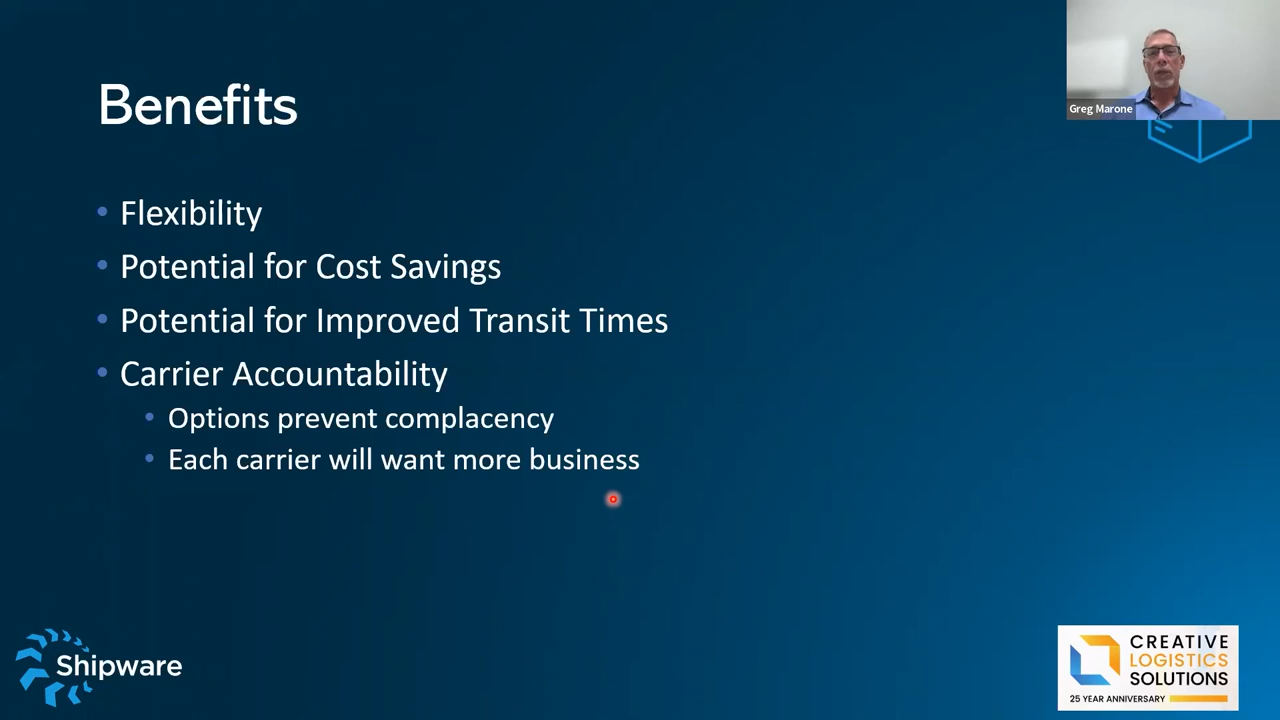 Benefits
Greg Marone
Flexibility
Potential for Cost Savings
Potential for Improved Transit Times
Carrier Accountability
Options prevent complacency
Each carrier will want more business
Shipware
CREATIVE
LOGISTICS
SOLUTIONS
25 YEAR ANNIVERSARY